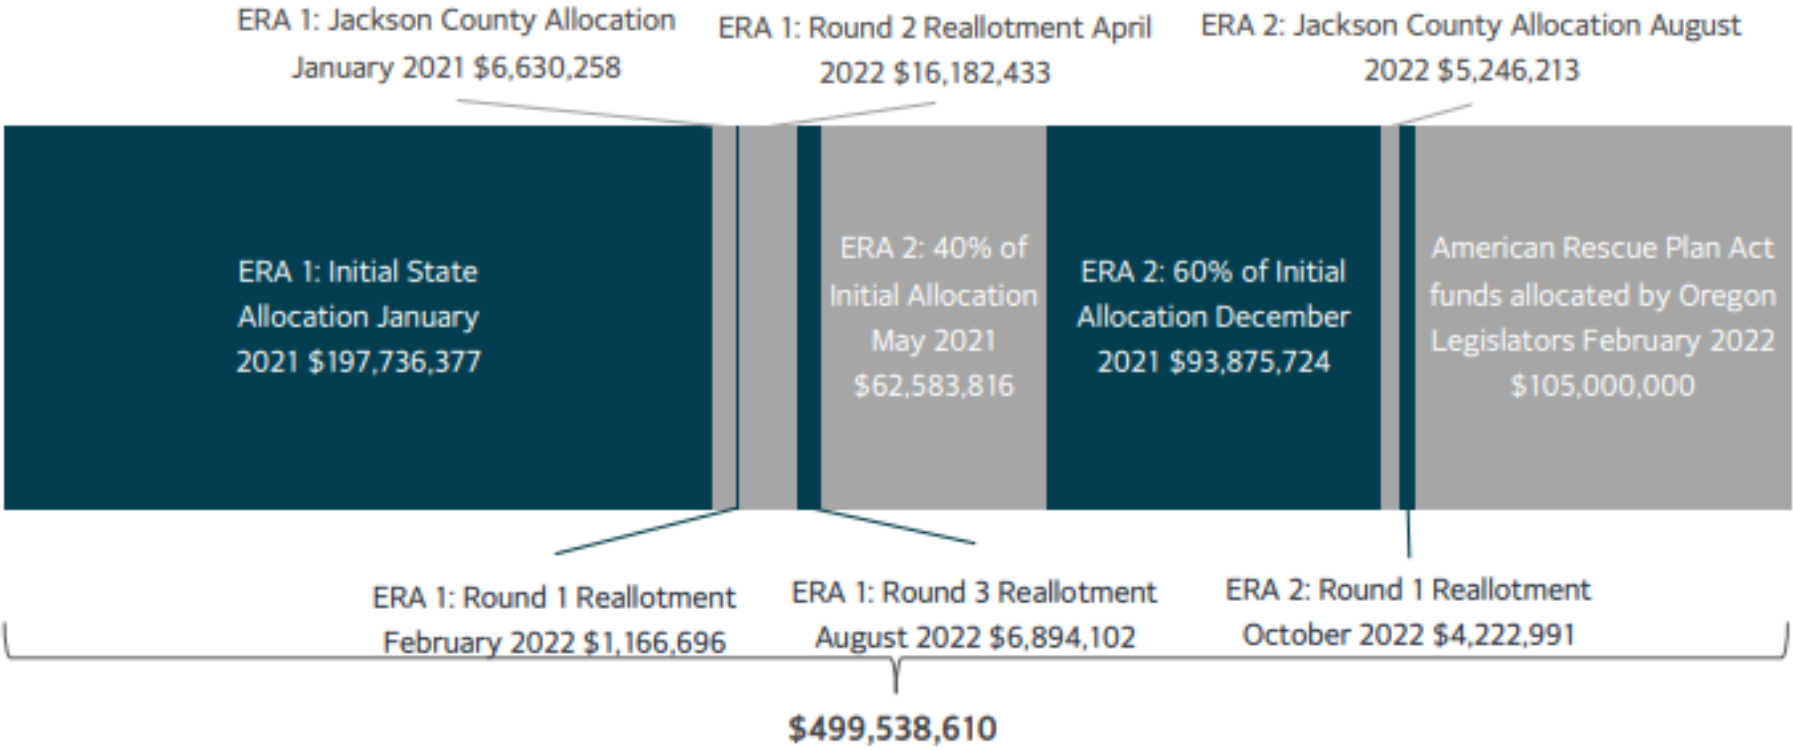 ERA 1: Jackson County Allocation
January 2021 $6,630,258
ERA 1: Round 2 Reallotment April
2022 $16,182,433
ERA 2: Jackson County Allocation August
2022 $5,246,213
ERA 1: Initial State
Allocation January
2021 $197,736,377
ERA 2: 40% of
Initial Allocation
May 2021
$62,583,816
ERA 2: 60% of Initial
Allocation December
2021 $93,875,724
American Rescue Plan Act
funds allocated by Oregon
Legislators February 2022
$105,000,000
ERA 1: Round 1 Reallotment
February 2022 $1,166,696
ERA 1: Round 3 Reallotment
August 2022 $6,894,102
ERA 2: Round 1 Reallotment
October 2022 $4,222,991
$499,538,610